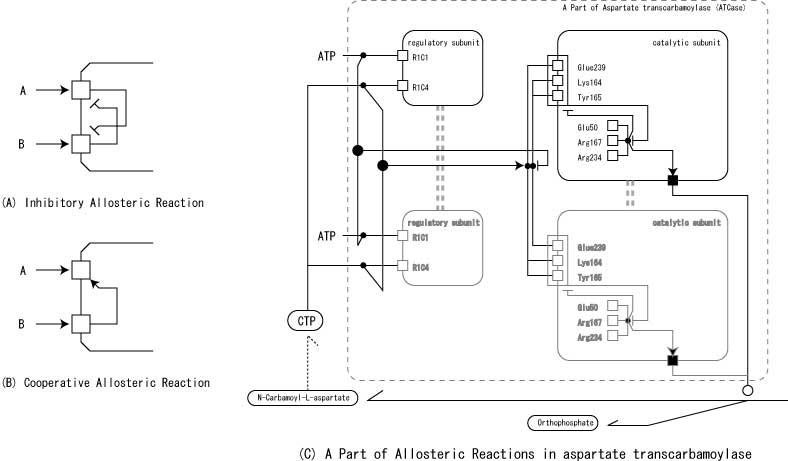 A Part of Aspartate transcarbamoylase (ATCase)
A
B
(A) Inhibitory Allosteric Reaction
A
B
(B) Cooperative Allosteric Reaction
regulatory subunit
ATP
R1C1
R1C4
catalytic subunit
Glue239
Lys164
Tyr165
Glu50
Arg167
Arg234
regulatory subunit
ATP
R1C1
R1C4
catalytic subunit
Glue239
Lys164
Tyr165
Glu50
Arg167
Arg234
CTP
N-Carbamoyl-L-aspartate
Orthophosphate
(C) A Part of Allosteric Reactions in aspartate transcarbamoylase